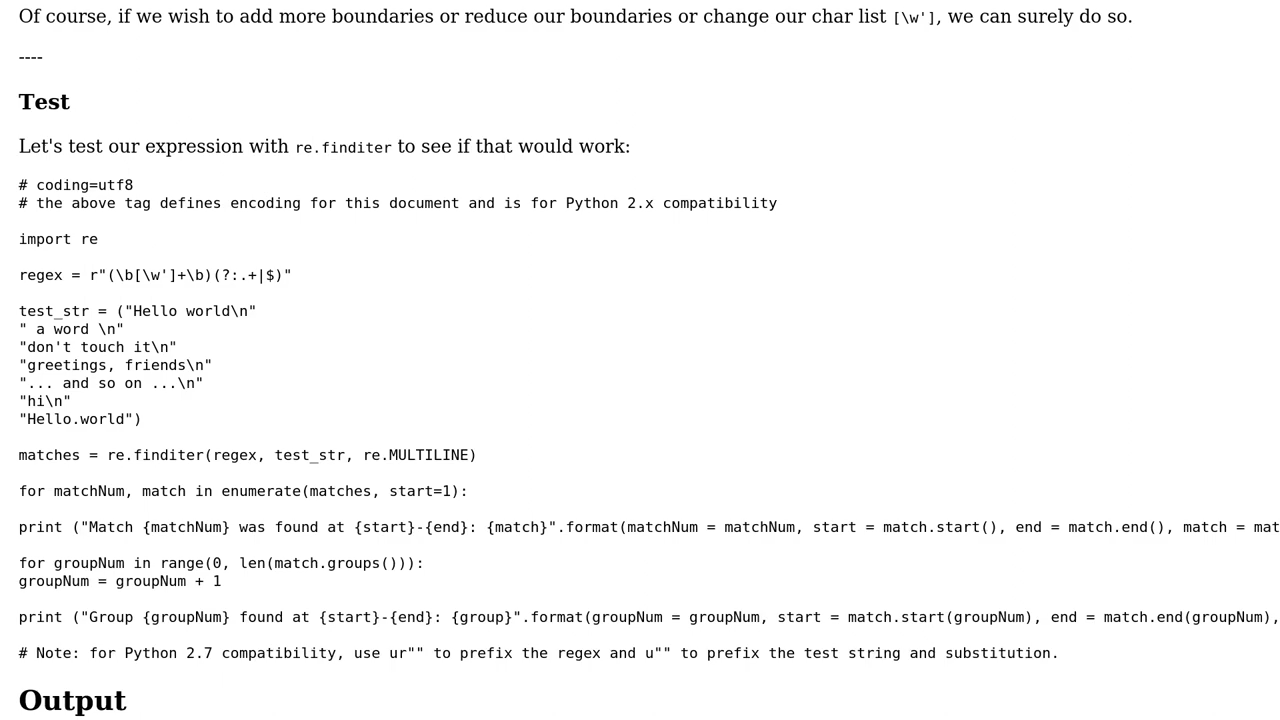 Of course, if we wish to add more boundaries or reduce our boundaries or change our char list [\w'], we can surely do so.
----
Test
Let's test our expression with re.finditer to see if that would work:
# coding=utf8
# the above tag defines encoding for this document and is for Python 2.x compatibility
import re
regex = r"(\b[\w']+\b)(?:.+|$)"
test_str = ("Hello world\n"
" a word \n"
"don't touch it\n"
"greetings, friends\n"
"... and so on ...\n"
"hi\n"
"Hello.world")
matches = re.finditer(regex, test_str, re.MULTILINE)
for matchNum, match in enumerate(matches, start=1):
print ("Match {matchNum} was found at {start}-{end}: {match}".format(matchNum = matchNum, start = match.start(), end = match.end(), match = mat
for groupNum in range(0, len(match.groups())):
groupNum = groupNum + 1
print ("Group {groupNum} found at {start}-{end}: {group}".format(groupNum = groupNum, start = match.start(groupNum), end = match.end(groupNum),
# Note: for Python 2.7 compatibility, use ur"" to prefix the regex and u"" to prefix the test string and substitution.
Output